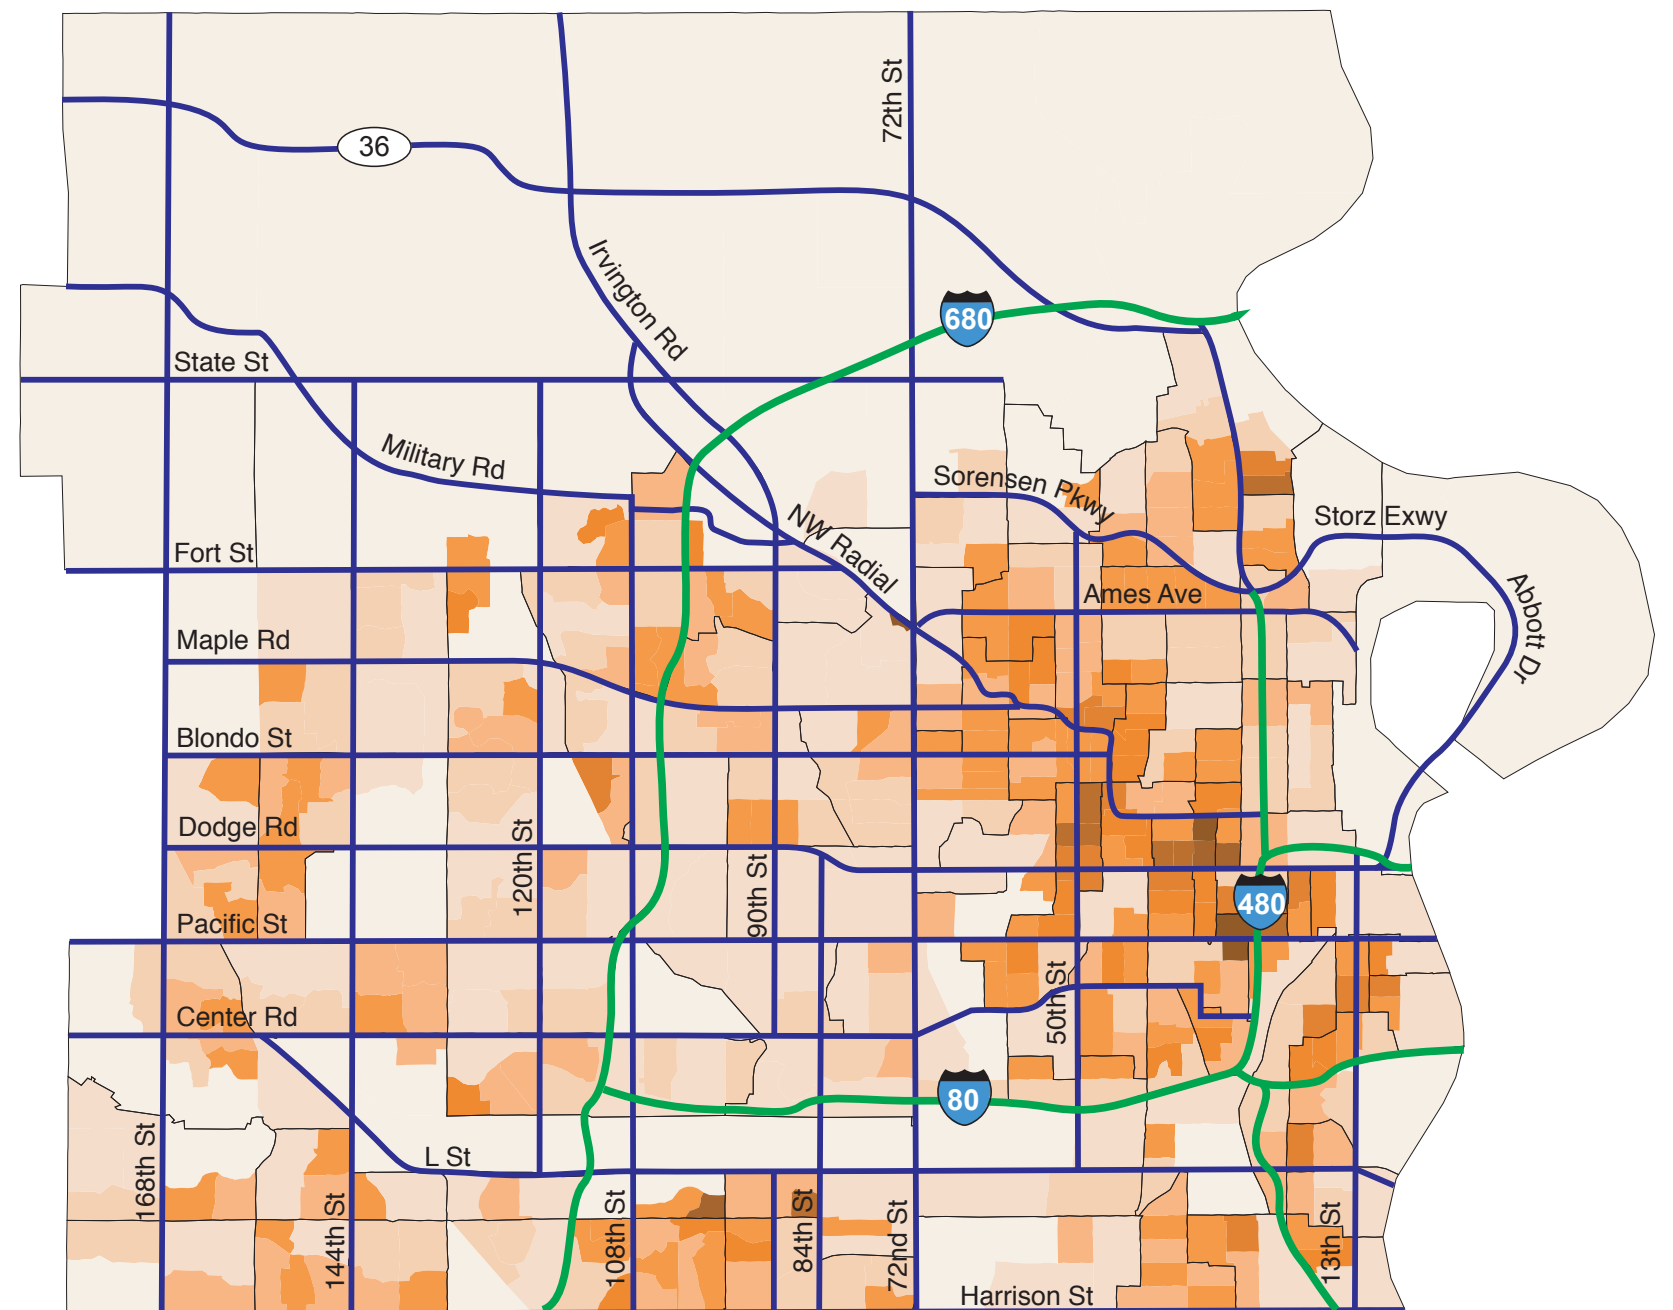 72th St
36
Irvington Rd
680
State St
Military Rd
Sorensen Pkwy
NW Radial
Storz Exwy
Fort St
Ames Ave
Abbott Dr
Maple Rd
Blondo St
Dodge Rd
120th St
90th St
480
Pacific St
50th St
Center Rd
80
168th St
L St
144th St
108th St
84th St
72nd St
13th St
Harrison St